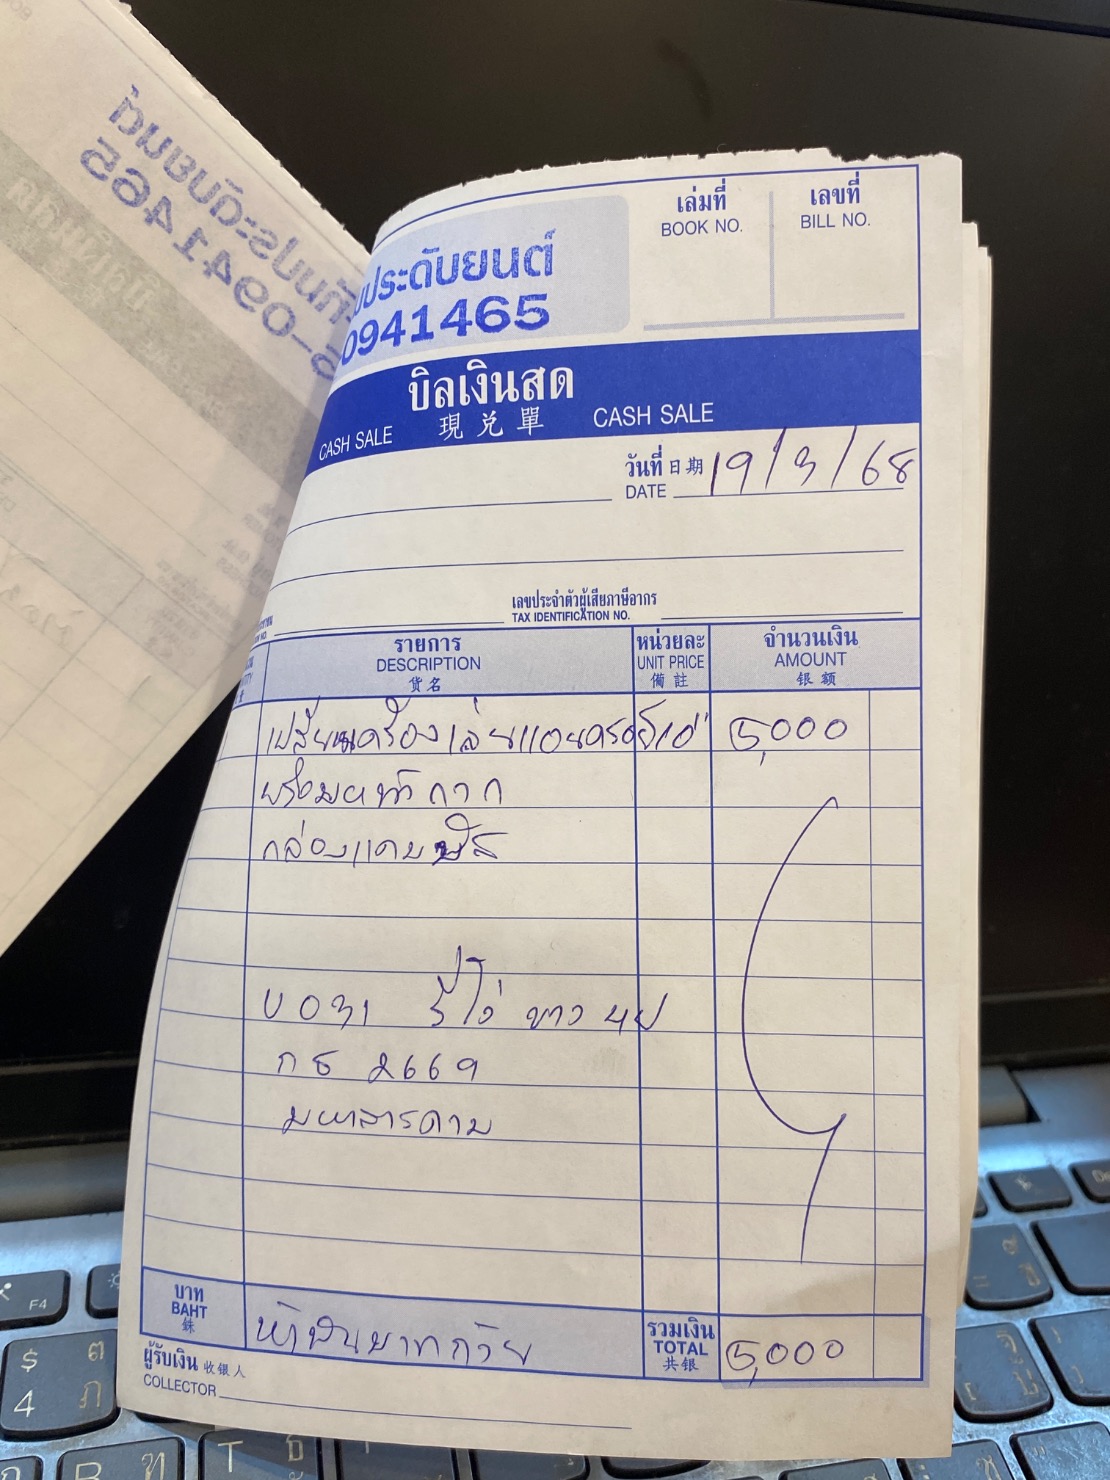 ประดับยนต์
0941465
เล่มที่
BOOK NO.
เลขที่
BILL NO.
บิลเงินสด
CASH SALE 現兌單 CASH SALE
วันที่ 日期 19/3/68
DATE
เลขประจำตัวผู้เสียภาษีอากร
TAX IDENTIFICATION NO.
รายการ หน่วยละ จำนวนเงิน
DESCRIPTION UNIT PRICE AMOUNT
貨名 備註 银额
เปลี่ยนเครื่องเล่นแอนดรอย์10" 5,000
พร้อมหน้ากาก
กล่องแคนบัส
U 031 รีโว่ ขาว 4ป
กธ 2669
มหาสารคาม
บาท
BAHT
銖
ห้าพันบาทถ้วย
รวมเงิน
TOTAL
共银
5,000
ผู้รับเงิน 收银人
COLLECTOR